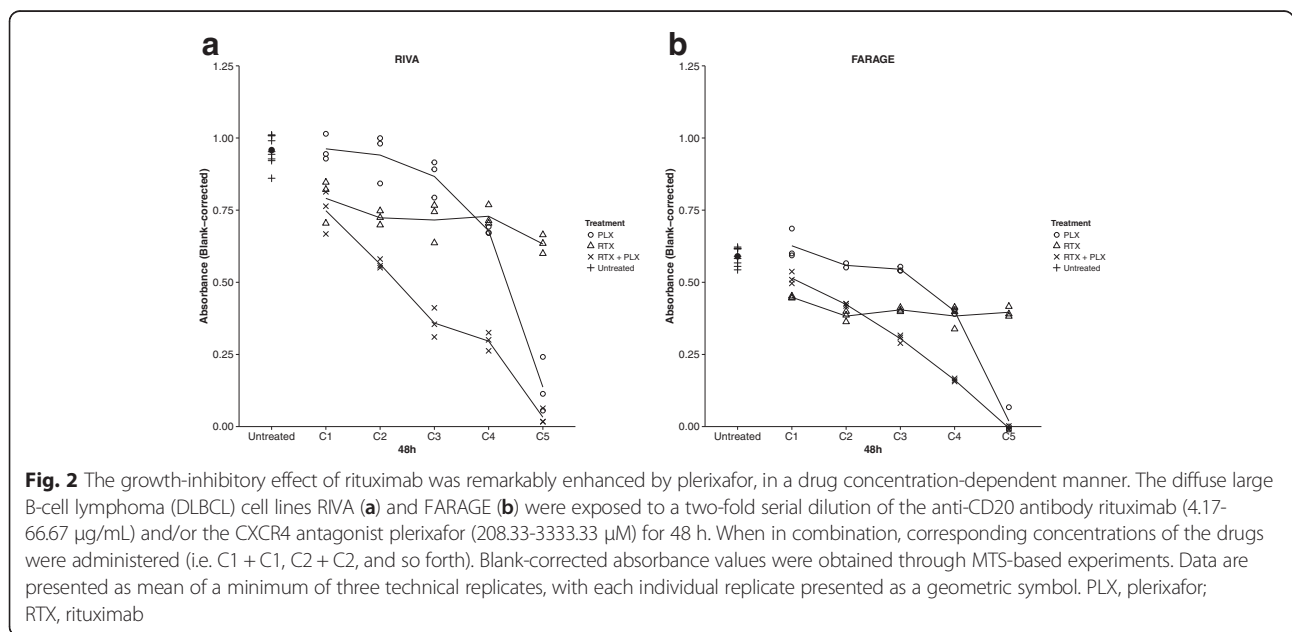 a
RIVA
1.25
1.00
0.75
0.50
0.25
0.00
Absorbance (Blank−corrected)
Untreated C1 C2 C3 C4 C5
48h
Treatment
PLX
RTX
RTX + PLX
Untreated
b
FARAGE
1.25
1.00
0.75
0.50
0.25
0.00
Absorbance (Blank−corrected)
Untreated C1 C2 C3 C4 C5
48h
Treatment
PLX
RTX
RTX + PLX
Untreated
Fig. 2 The growth-inhibitory effect of rituximab was remarkably enhanced by plerixafor, in a drug concentration-dependent manner. The diffuse large
B-cell lymphoma (DLBCL) cell lines RIVA (a) and FARAGE (b) were exposed to a two-fold serial dilution of the anti-CD20 antibody rituximab (4.17-
66.67 μg/mL) and/or the CXCR4 antagonist plerixafor (208.33-3333.33 μM) for 48 h. When in combination, corresponding concentrations of the drugs
were administered (i.e. C1 + C1, C2 + C2, and so forth). Blank-corrected absorbance values were obtained through MTS-based experiments. Data are
presented as mean of a minimum of three technical replicates, with each individual replicate presented as a geometric symbol. PLX, plerixafor;
RTX, rituximab